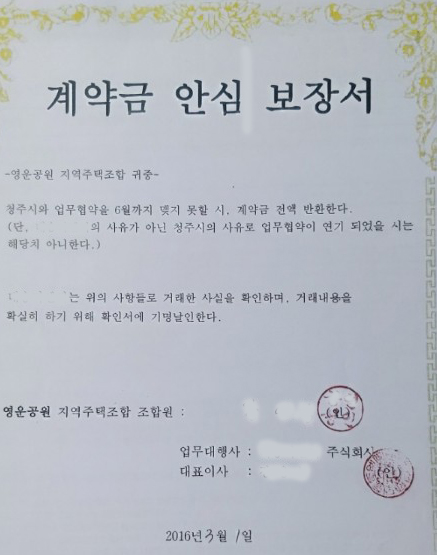 계약금 안심 보장서
-영운공원 지역주택조합 귀중-
청주시와 업무협약을 6월까지 맺지 못할 시, 계약금 전액 반환한다.
(단, 의 사유가 아닌 청주시의 사유로 업무협약이 연기 되었을 시는
해당치 아니한다.)
는 위의 사항들로 거래한 사실을 확인하며, 거래내용을
확실히 하기 위해 확인서에 기명날인한다.
영운공원 지역주택조합 조합원 : (인)
업무대행사 : 주식회사
대표이사 : (인)
2016년 3월 1일